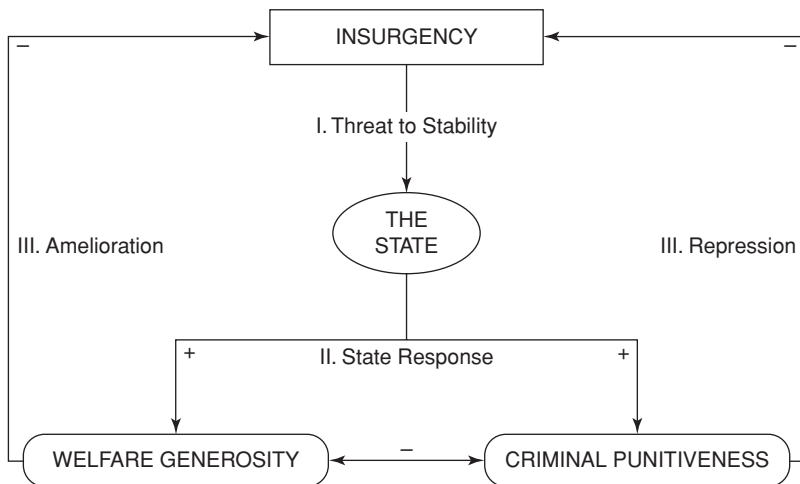 INSURGENCY
–
–
I. Threat to Stability
THE
STATE
III. Amelioration
III. Repression
+
II. State Response
+
WELFARE GENEROSITY
–
CRIMINAL PUNITIVENESS